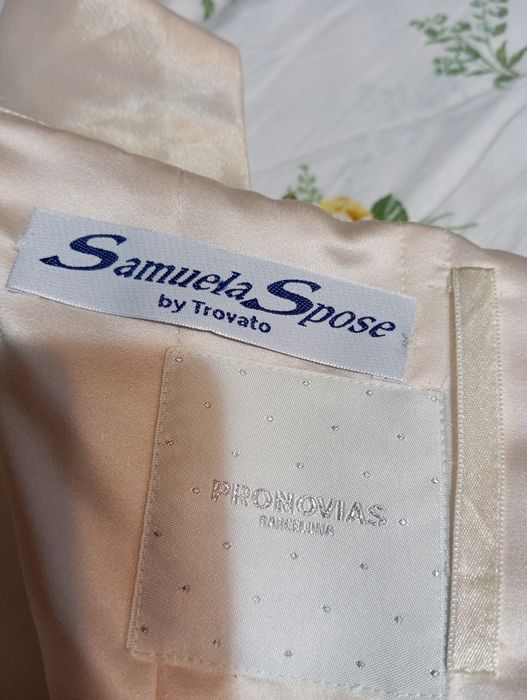 Samuela Spose
by Trovato
PRONOVIAS
BARCELONA